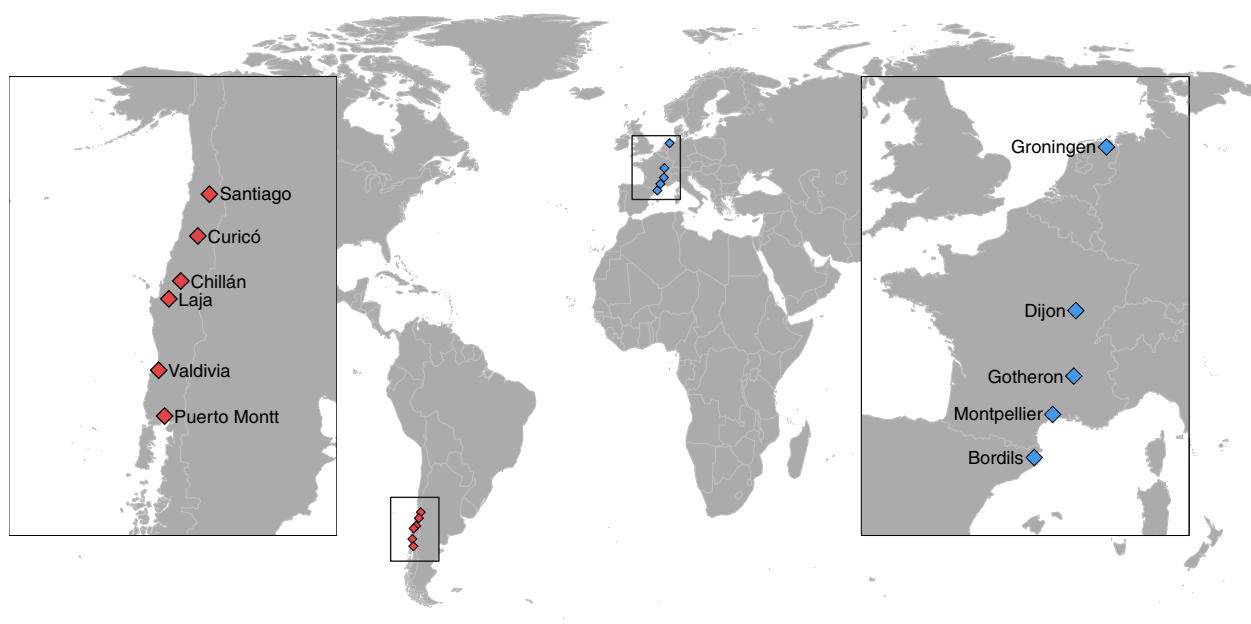 Santiago
Curicó
Chillán
Laja
Valdivia
Puerto Montt
Groningen
Dijon
Gotheron
Montpellier
Bordils